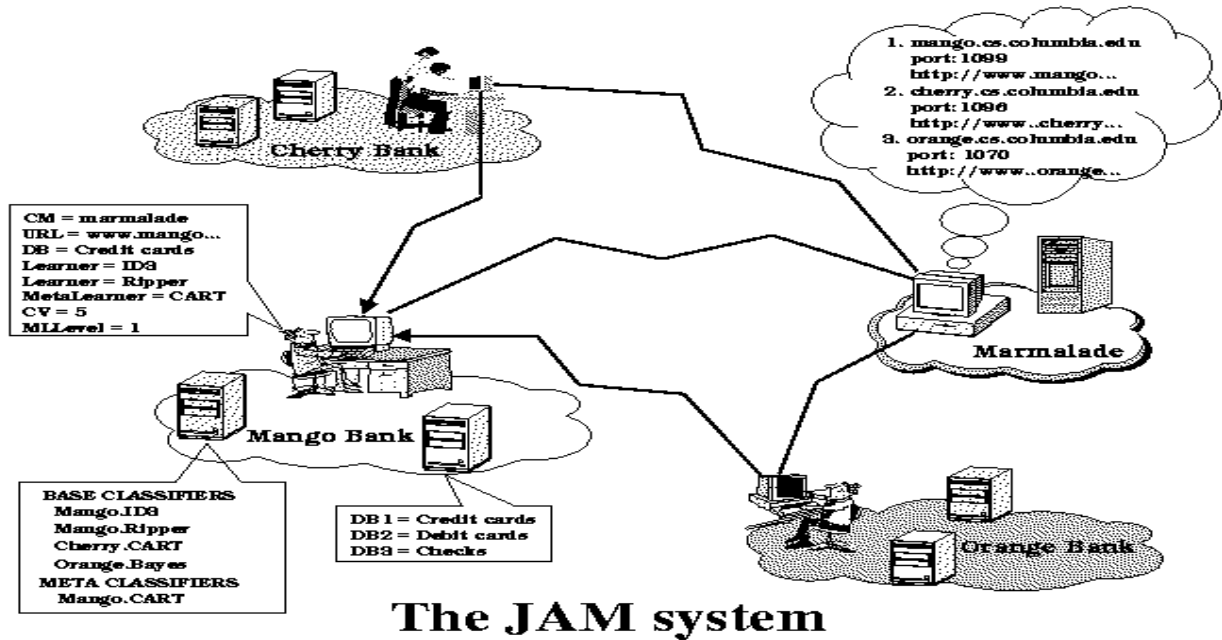 1. mango.cs.columbia.edu
port:1099
http://www.mango...
2. cherry.cs.columbia.edu
port:1096
http://www..cherry...
3. orange.cs.columbia.edu
port: 1070
http://www..orange...
Cherry Bank
CM = marmalade
URL = www.mango...
DB = Credit cards
Learner = ID3
Learner = Ripper
MetaLearner = CART
CV = 5
MLLevel = 1
Marmalade
Mango Bank
BASE CLASSIFIERS
Mango.ID3
Mango.Ripper
Cherry.CART
Orange.Bayes
META CLASSIFIERS
Mango.CART
DB1 = Credit cards
DB2 = Debit cards
DB3 = Checks
Orange Bank
The JAM system